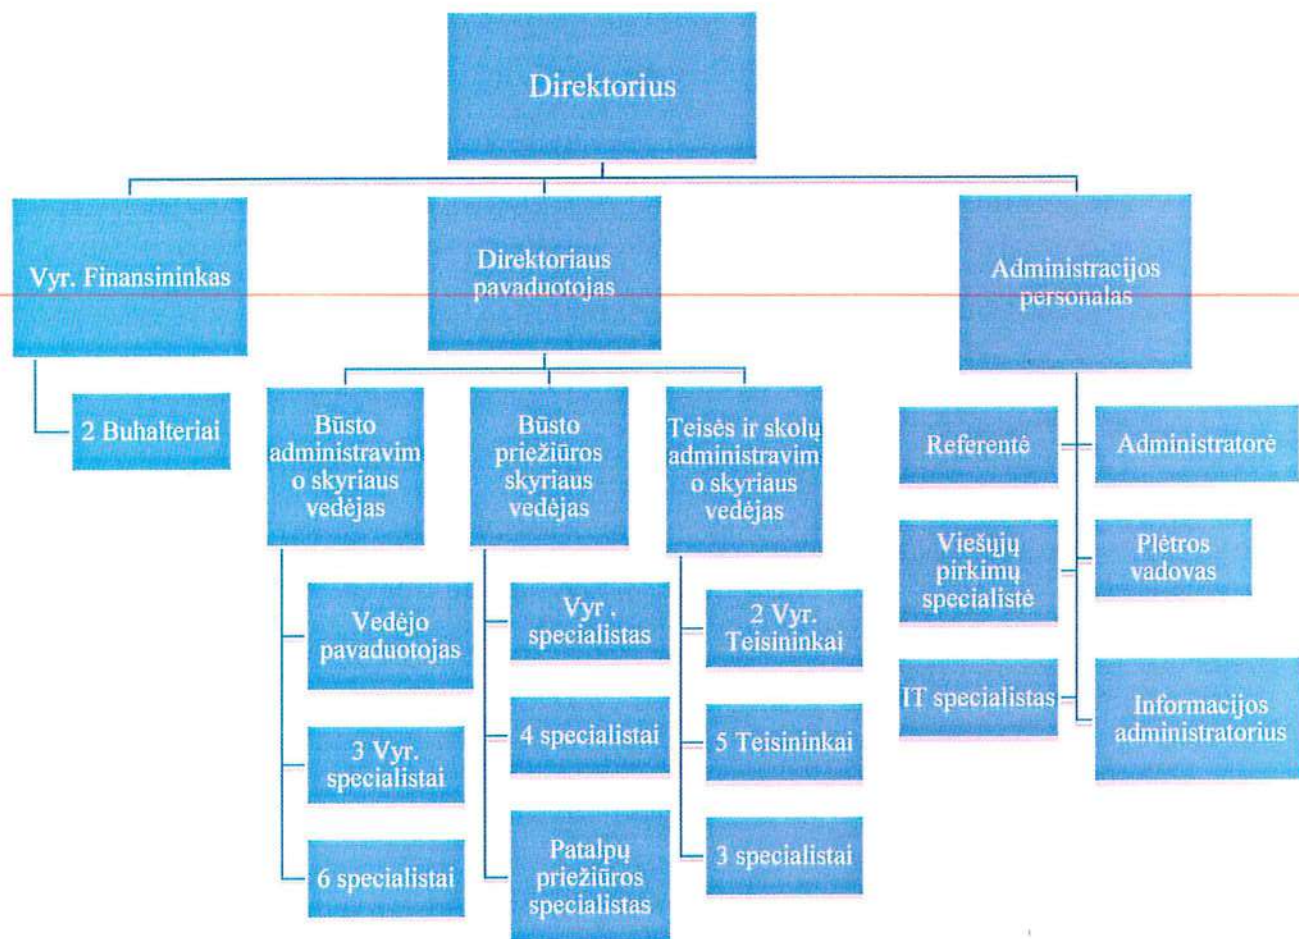 Direktorius
Vyr. Finansininkas
Direktoriaus
pavaduotojas
Administracijos
personalas
2 Buhalteriai
Būsto
administravim
o skyriaus
vedėjas
Būsto
priežiūros
skyriaus
vedėjas
Teisės ir skolų
administravim
o skyriaus
vedėjas
Referentė
Administratorė
Viešųjų
pirkimų
specialistė
Plėtros
vadovas
IT specialistas
Informacijos
administratorius
Vedėjo
pavaduotojas
3 Vyr.
specialistai
6 specialistai
Vyr .
specialistas
4 specialistai
Patalpų
priežiūros
specialistas
2 Vyr.
Teisininkai
5 Teisininkai
3 specialistai